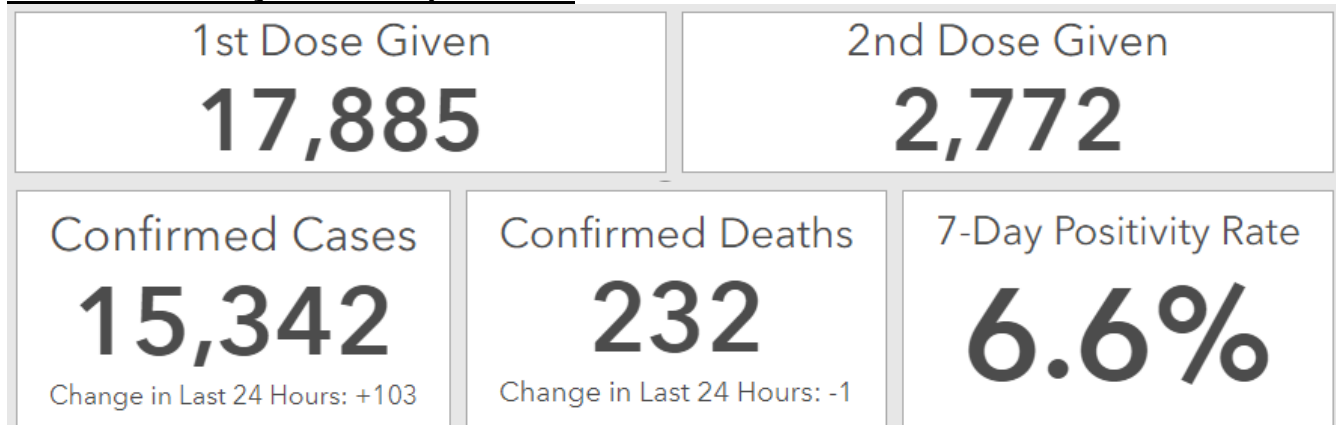 1st Dose Given
17,885
2nd Dose Given
2,772
Confirmed Cases
15,342
Change in Last 24 Hours: +103
Confirmed Deaths
232
Change in Last 24 Hours: -1
7-Day Positivity Rate
6.6%